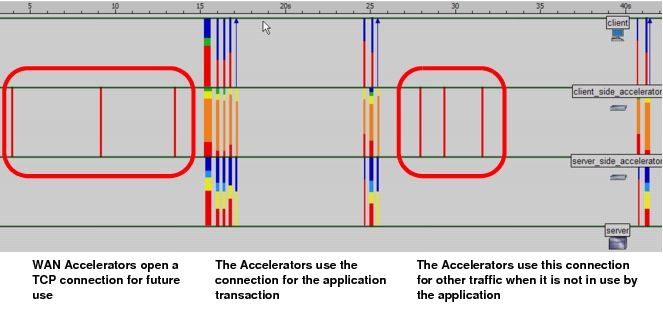 5
10
15
20s
25
30
35
40s
client
client_side_accelerator
server_side_accelerator
server
WAN Accelerators open a
TCP connection for future
use
The Accelerators use the
connection for the application
transaction
The Accelerators use this connection
for other traffic when it is not in use by
the application